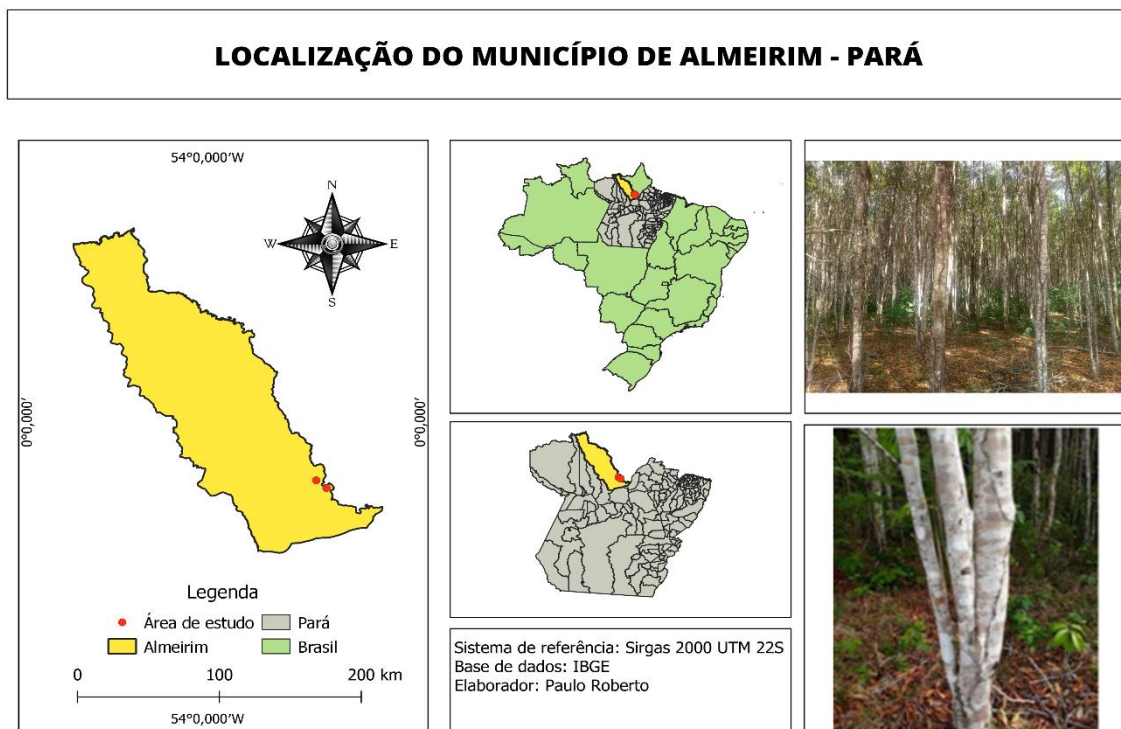 LOCALIZAÇÃO DO MUNICÍPIO DE ALMEIRIM - PARÁ
54°0,000'W
N
W
E
S
0°0,000'
0°0,000'
Legenda
Área de estudo
Pará
Almeirim
Brasil
0
100
200 km
54°0,000'W
Sistema de referência: Sirgas 2000 UTM 22S
Base de dados: IBGE
Elaborador: Paulo Roberto